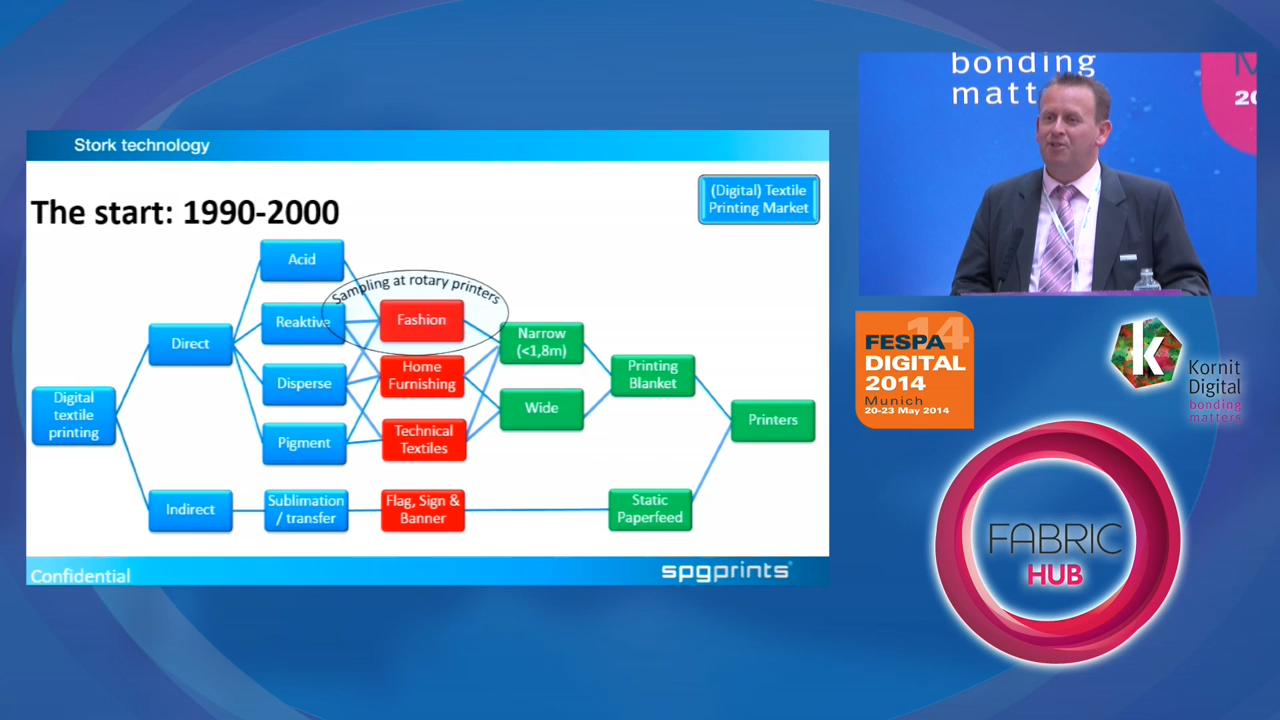 Stork technology
The start: 1990-2000
(Digital) Textile
Printing Market
Sampling at rotary printers
Digital
textile
printing
Direct
Indirect
Acid
Reaktive
Disperse
Pigment
Sublimation
/ transfer
Fashion
Home
Furnishing
Technical
Textiles
Flag, Sign &
Banner
Narrow
(<1,8m)
Wide
Printing
Blanket
Static
Paperfeed
Printers
Confidential
spgprints®
bonding
matt
20
FESPA 14
DIGITAL
2014
Munich
20-23 May 2014
K
Kornit
Digital
bonding
matters
FABRIC
HUB